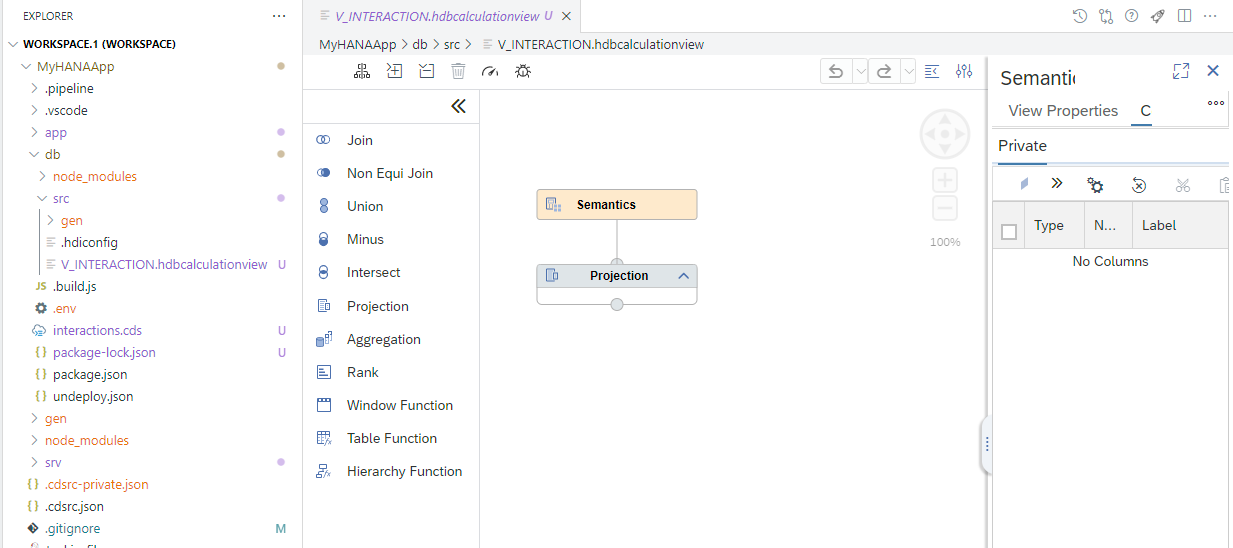 EXPLORER
WORKSPACE.1 (WORKSPACE)
MyHANAApp
.pipeline
.vscode
app
db
node_modules
src
gen
.hdiconfig
V_INTERACTION.hdbcalculationview U
JS .build.js
.env
interactions.cds U
{} package-lock.json U
{} package.json
{} undeploy.json
gen
node_modules
srv
{} .cdsrc-private.json
{} .cdsrc.json
.gitignore M
V_INTERACTION.hdbcalculationview U
MyHANAApp > db > src > V_INTERACTION.hdbcalculationview
Join
Non Equi Join
Union
Minus
Intersect
Projection
Aggregation
Rank
Window Function
Table Function
Hierarchy Function
Semantics
Projection
100%
Semantic
View Properties C
Private
Type N... Label
No Columns